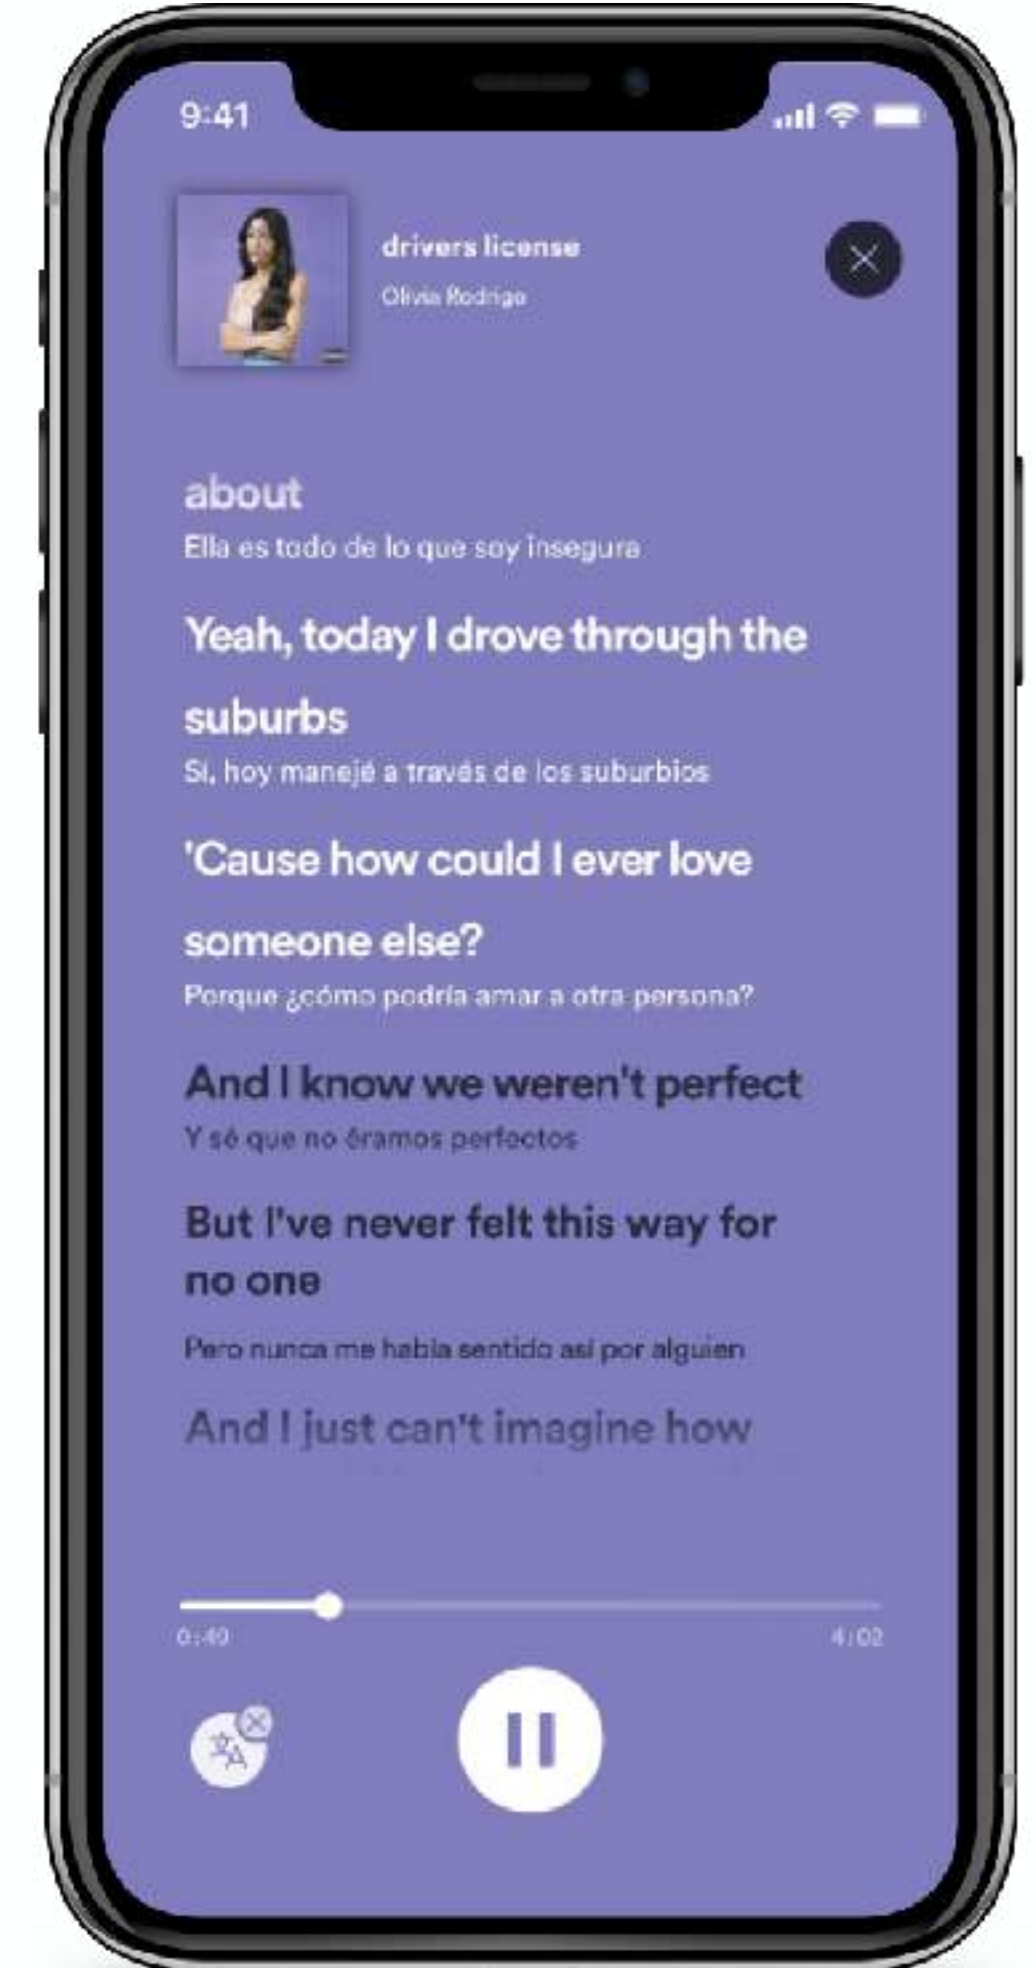 9:41
drivers license
Olivia Rodrigo
about
Ella es todo de lo que soy insegura
Yeah, today I drove through the
suburbs
Sí, hoy manejé a través de los suburbios
'Cause how could I ever love
someone else?
Porque ¿cómo podría amar a otra persona?
And I know we weren't perfect
Y sé que no éramos perfectos
But I've never felt this way for
no one
Pero nunca me había sentido así por alguien
And I just can't imagine how
0:49
4:02
文A